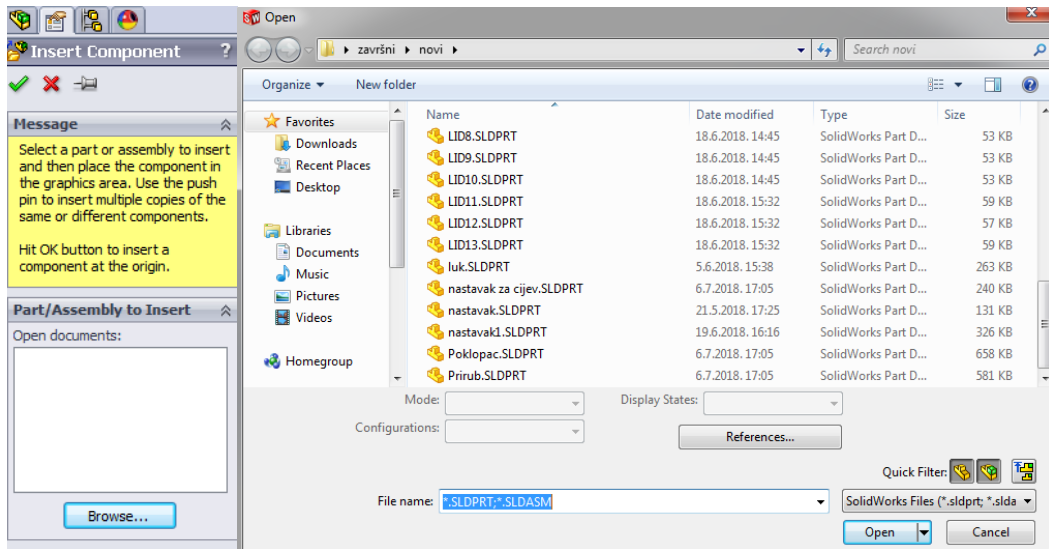 Insert Component ?
Message
Select a part or assembly to insert
and then place the component in
the graphics area. Use the push
pin to insert multiple copies of the
same or different components.
Hit OK button to insert a
component at the origin.
Part/Assembly to Insert
Open documents:
Browse...
Open
završni novi
Search novi
Organize New folder
Favorites
Downloads
Recent Places
Desktop
Libraries
Documents
Music
Pictures
Videos
Homegroup
Name Date modified Type Size
LID8.SLDPRT 18.6.2018. 14:45 SolidWorks Part D... 53 KB
LID9.SLDPRT 18.6.2018. 14:45 SolidWorks Part D... 53 KB
LID10.SLDPRT 18.6.2018. 14:45 SolidWorks Part D... 53 KB
LID11.SLDPRT 18.6.2018. 15:32 SolidWorks Part D... 59 KB
LID12.SLDPRT 18.6.2018. 15:32 SolidWorks Part D... 57 KB
LID13.SLDPRT 18.6.2018. 15:32 SolidWorks Part D... 59 KB
luk.SLDPRT 5.6.2018. 15:38 SolidWorks Part D... 263 KB
nastavak za cijev.SLDPRT 6.7.2018. 17:05 SolidWorks Part D... 240 KB
nastavak.SLDPRT 21.5.2018. 17:25 SolidWorks Part D... 131 KB
nastavak1.SLDPRT 19.6.2018. 16:16 SolidWorks Part D... 326 KB
Poklopac.SLDPRT 6.7.2018. 17:05 SolidWorks Part D... 658 KB
Prirub.SLDPRT 6.7.2018. 17:05 SolidWorks Part D... 581 KB
Mode: Display States:
Configurations:
References...
Quick Filter:
File name: *.SLDPRT;*.SLDASM SolidWorks Files (*.sldprt; *.slda
Open Cancel